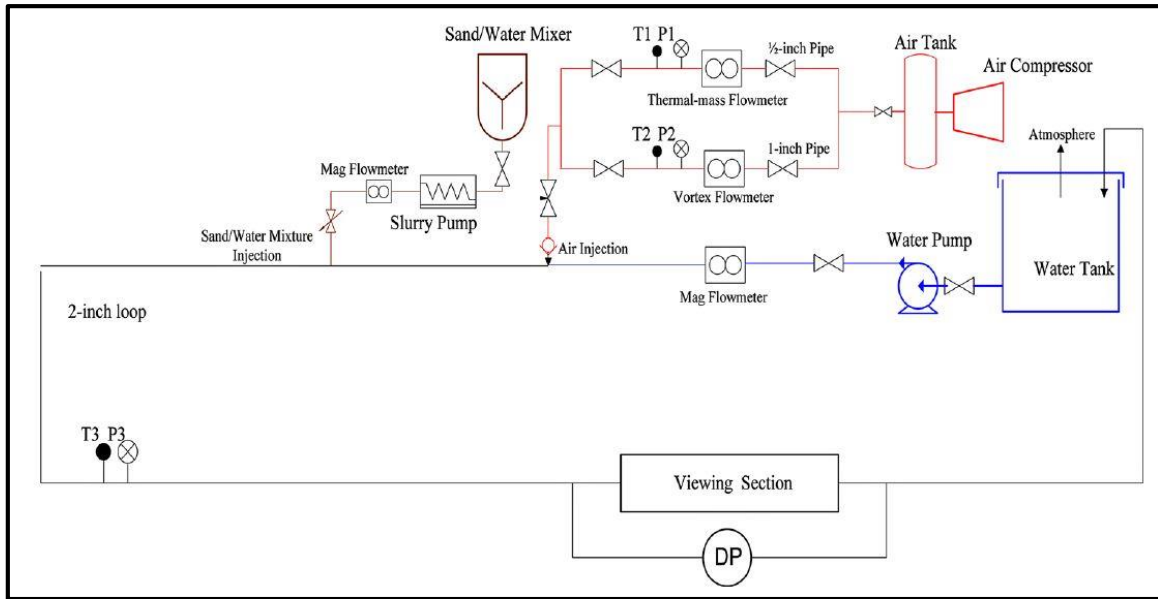 Sand/Water Mixer
T1 P1
½-inch Pipe
Air Tank
Air Compressor
Thermal-mass Flowmeter
Atmosphere
T2 P2
1-inch Pipe
Mag Flowmeter
Vortex Flowmeter
Slurry Pump
Sand/Water Mixture
Injection
Air Injection
Water Pump
Water Tank
Mag Flowmeter
2-inch loop
T3 P3
Viewing Section
DP